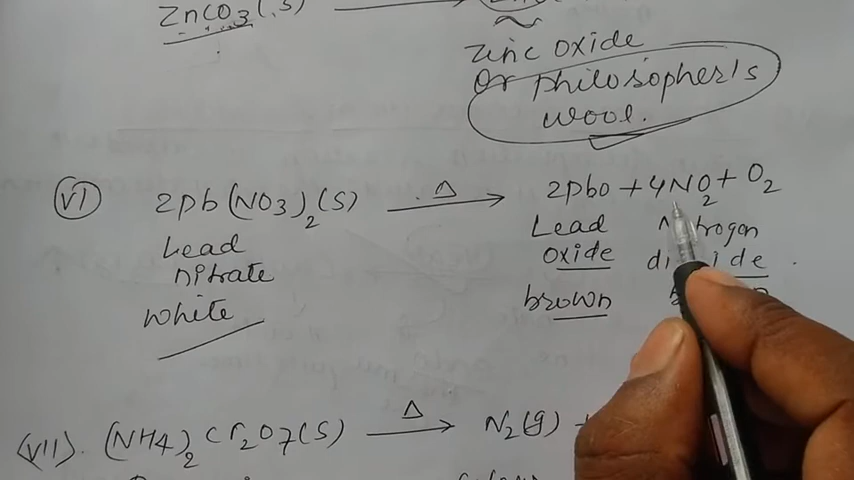 ZnCO3(S)
Zinc oxide
or philosopher's
wool.
VI 2pb(NO3)2(S) Δ 2pbo + 4NO2 + O2
Lead
nitrate
white
Lead
oxide
brown
(VII). (NH4)2Cr2O7(S) Δ N2(g) +